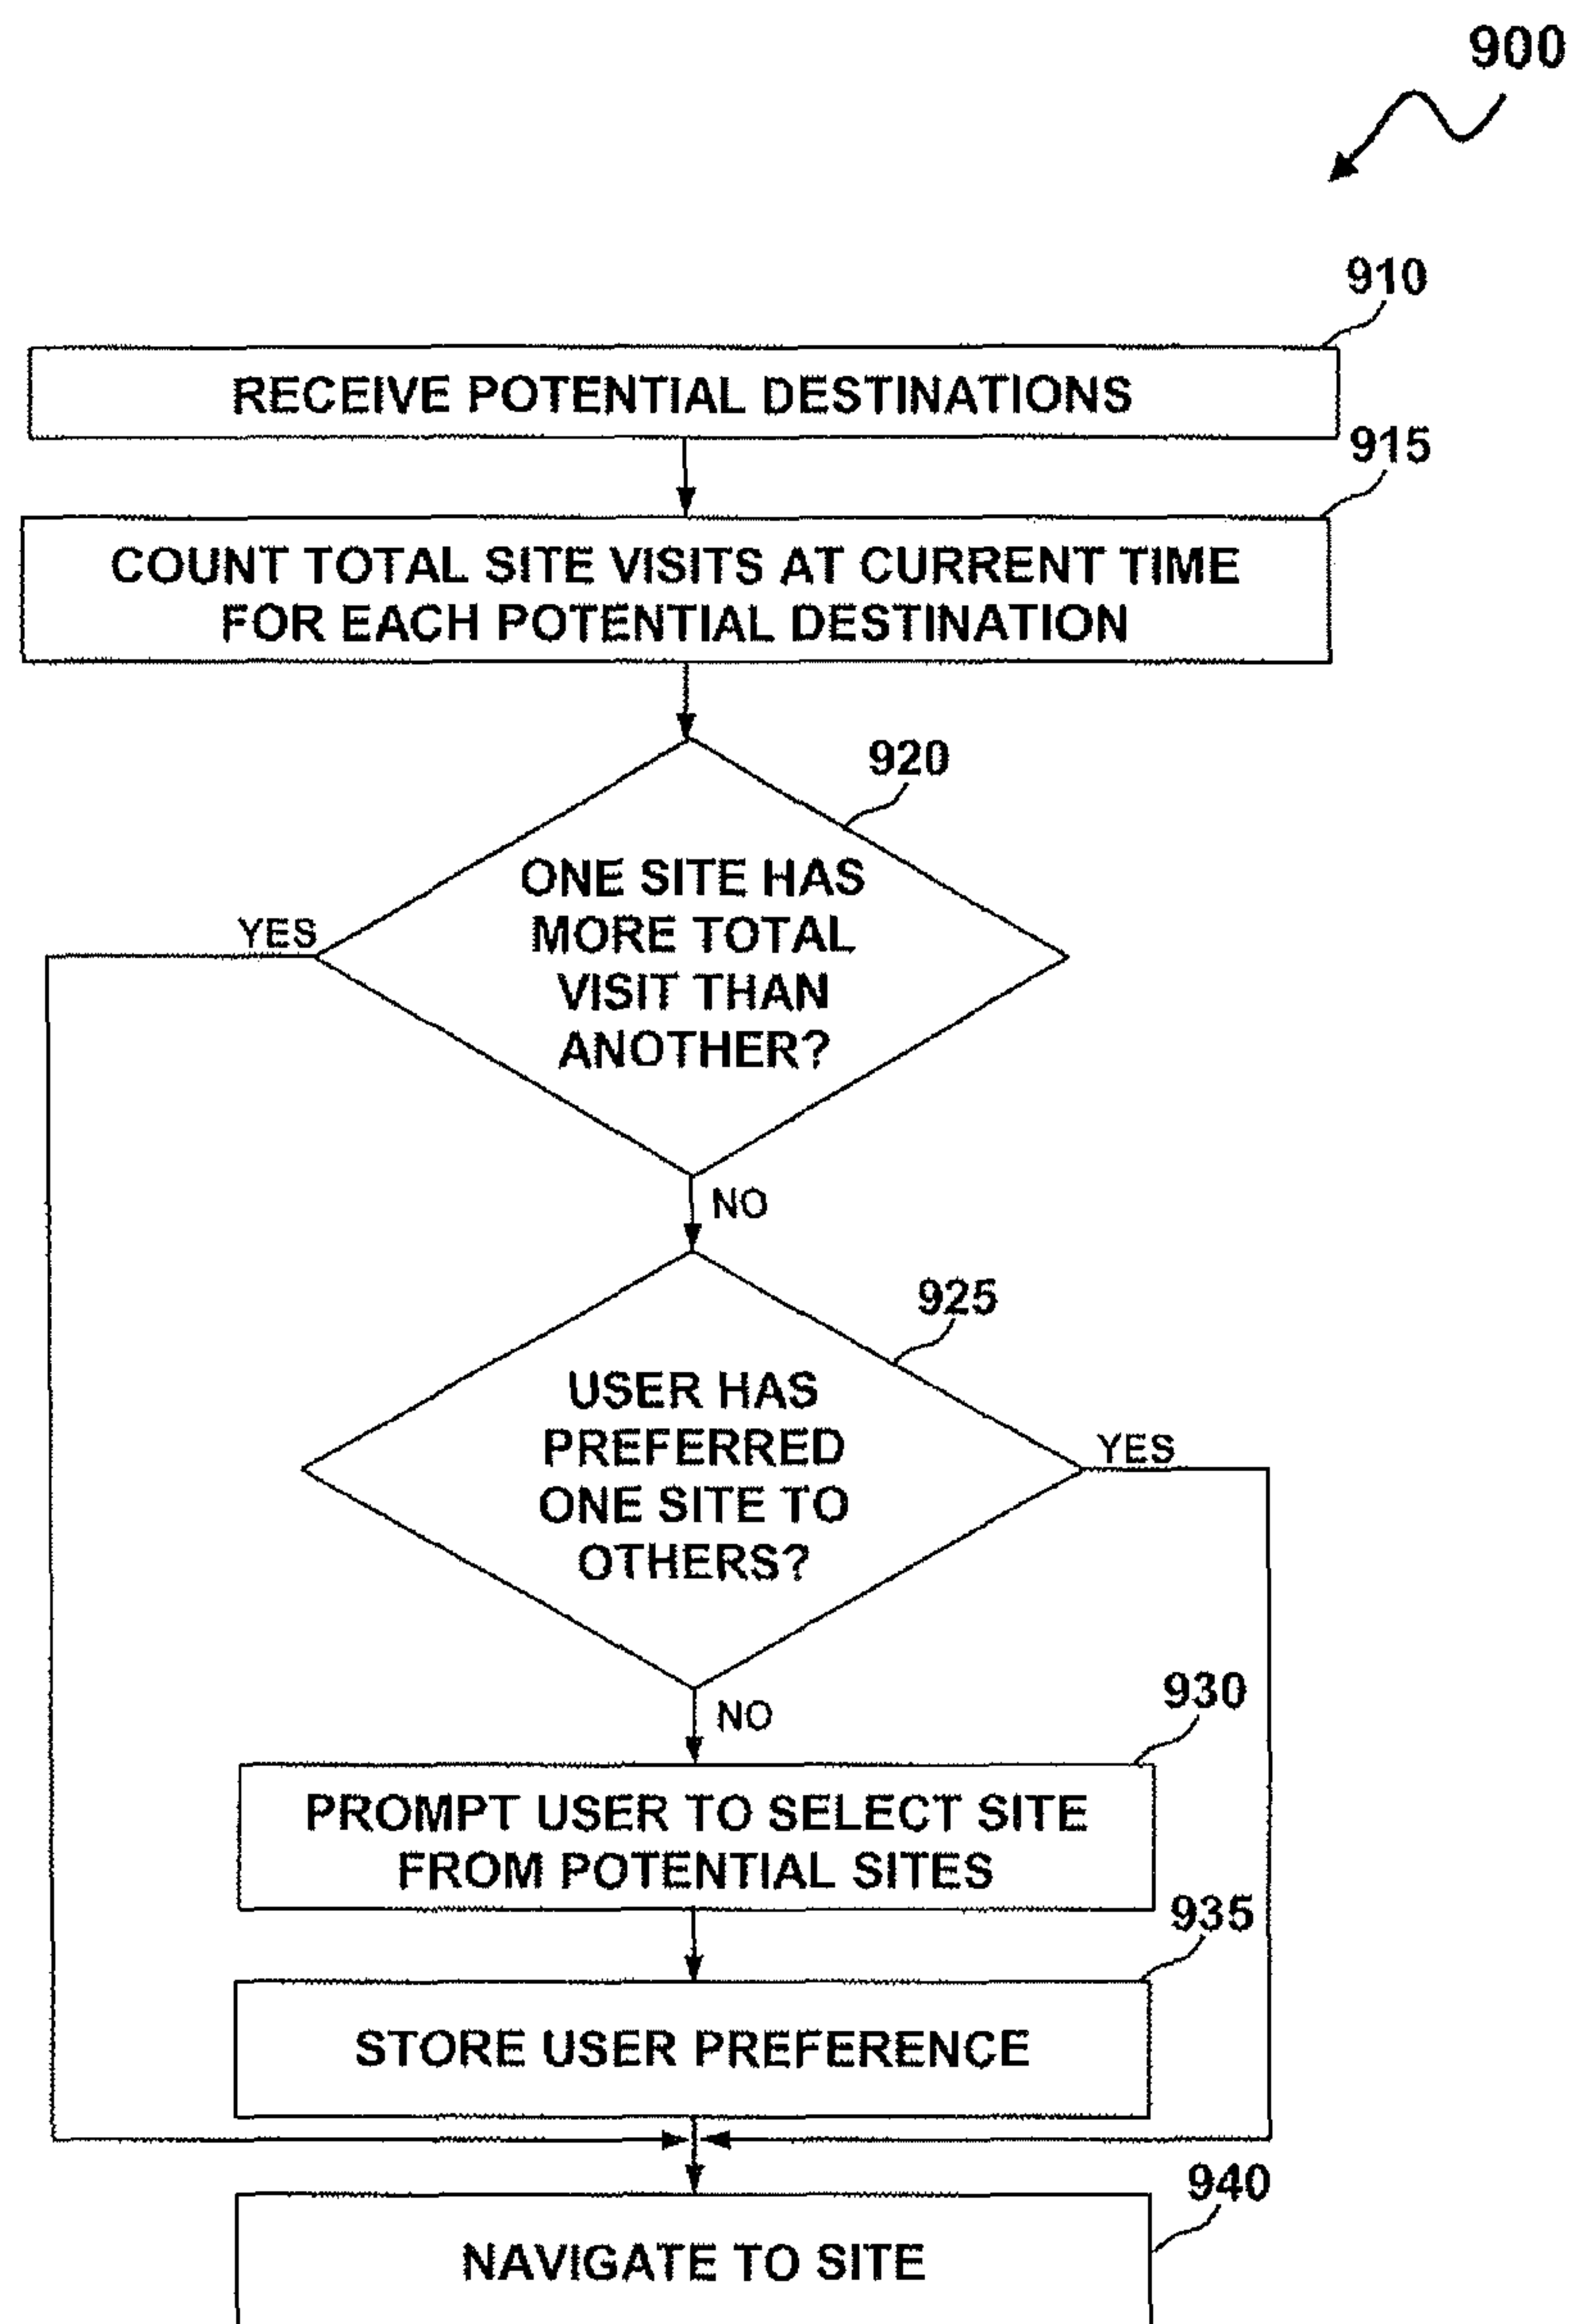 900
910
RECEIVE POTENTIAL DESTINATIONS
915
COUNT TOTAL SITE VISITS AT CURRENT TIME
FOR EACH POTENTIAL DESTINATION
920
ONE SITE HAS
MORE TOTAL
VISIT THAN
ANOTHER?
YES
NO
925
USER HAS
PREFERRED
ONE SITE TO
OTHERS?
YES
NO
930
PROMPT USER TO SELECT SITE
FROM POTENTIAL SITES
935
STORE USER PREFERENCE
940
NAVIGATE TO SITE